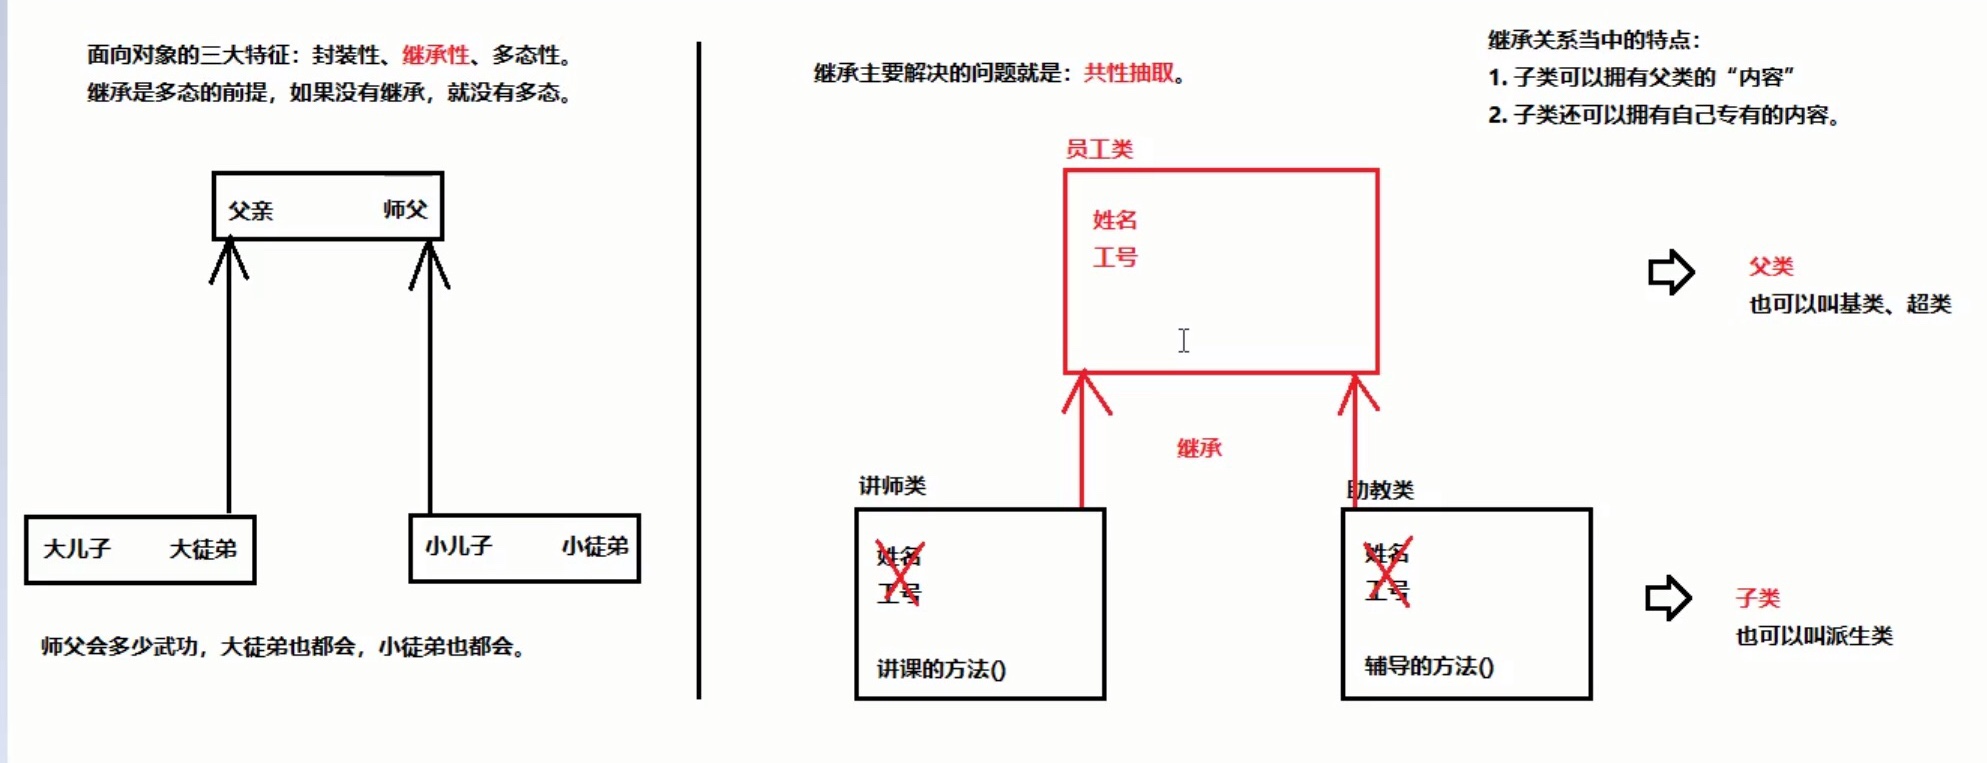 面向对象的三大特征：封装性、继承性、多态性。
继承是多态的前提，如果没有继承，就没有多态。
父亲 师父
大儿子 大徒弟
小儿子 小徒弟
师父会多少武功，大徒弟也都会，小徒弟也都会。
继承主要解决的问题就是：共性抽取。
员工类
姓名
工号
继承
讲师类
姓名
工号
讲课的方法()
助教类
姓名
工号
辅导的方法()
继承关系当中的特点：
1. 子类可以拥有父类的“内容”
2. 子类还可以拥有自己专有的内容。
父类
也可以叫基类、超类
子类
也可以叫派生类